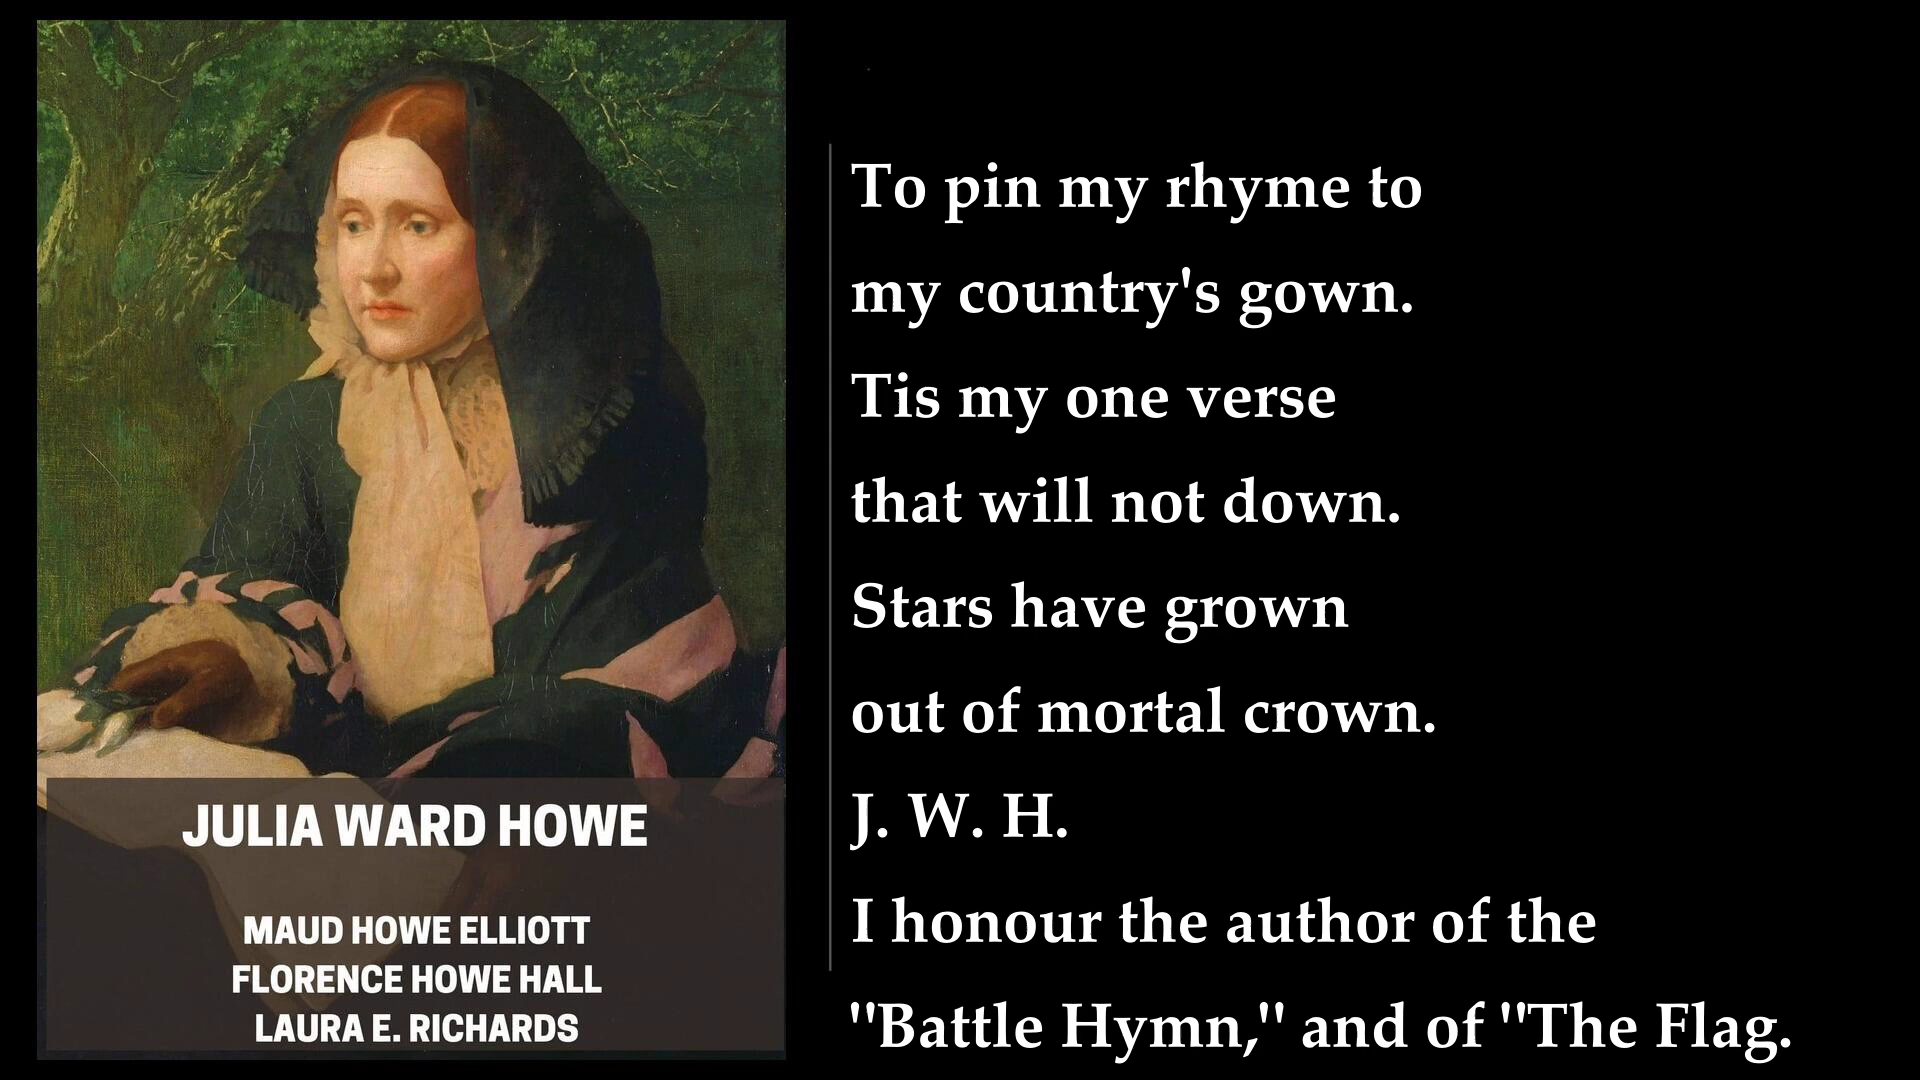 JULIA WARD HOWE
MAUD HOWE ELLIOTT
FLORENCE HOWE HALL
LAURA E. RICHARDS
To pin my rhyme to
my country's gown.
Tis my one verse
that will not down.
Stars have grown
out of mortal crown.
J. W. H.
I honour the author of the
"Battle Hymn," and of "The Flag.